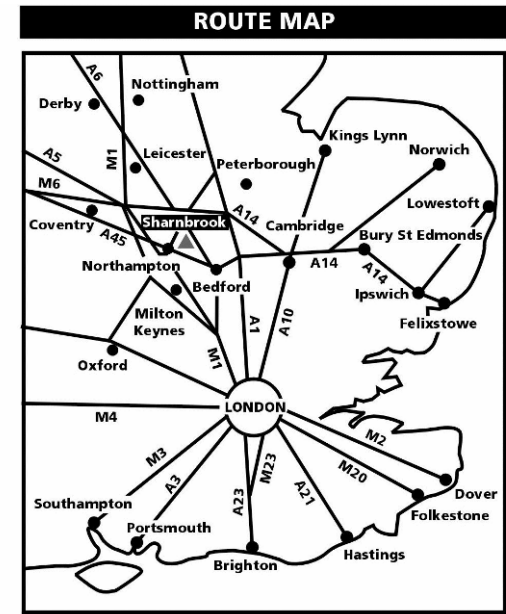 ROUTE MAP
A6
Nottingham
Derby
A5
M1
Leicester
Kings Lynn
Norwich
Peterborough
M6
Lowestoft
Coventry
A45
Sharnbrook
A14
Cambridge
Bury St Edmonds
Northampton
Bedford
A14
A14
Ipswich
Felixstowe
Milton
Keynes
M1
A1
A10
Oxford
LONDON
M4
M2
M3
A3
M23
A23
A21
M20
Dover
Folkestone
Southampton
Portsmouth
Brighton
Hastings